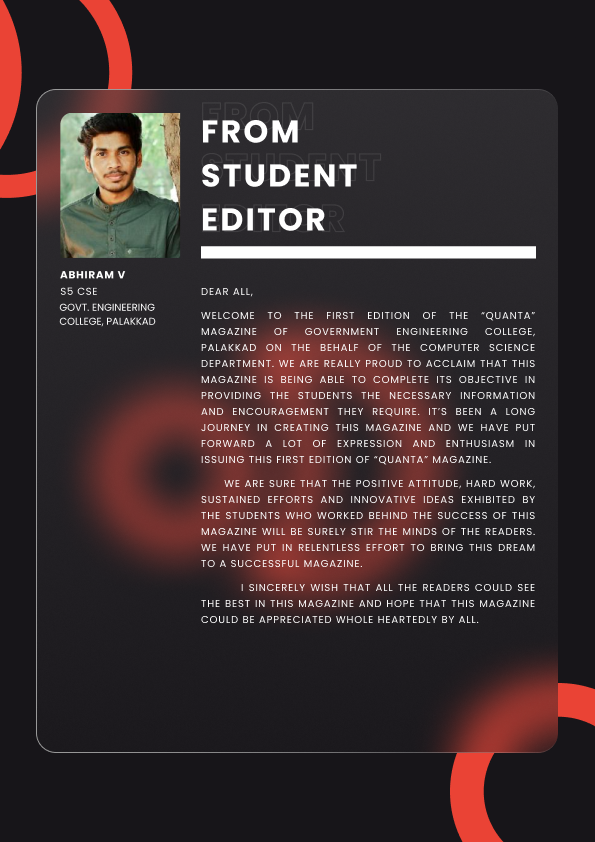 FROM
STUDENT
EDITOR
ABHIRAM V
S5 CSE
GOVT. ENGINEERING
COLLEGE, PALAKKAD
DEAR ALL,
WELCOME TO THE FIRST EDITION OF THE “QUANTA”
MAGAZINE OF GOVERNMENT ENGINEERING COLLEGE,
PALAKKAD ON THE BEHALF OF THE COMPUTER SCIENCE
DEPARTMENT. WE ARE REALLY PROUD TO ACCLAIM THAT THIS
MAGAZINE IS BEING ABLE TO COMPLETE ITS OBJECTIVE IN
PROVIDING THE STUDENTS THE NECESSARY INFORMATION
AND ENCOURAGEMENT THEY REQUIRE. IT’S BEEN A LONG
JOURNEY IN CREATING THIS MAGAZINE AND WE HAVE PUT
FORWARD A LOT OF EXPRESSION AND ENTHUSIASM IN
ISSUING THIS FIRST EDITION OF “QUANTA” MAGAZINE.
WE ARE SURE THAT THE POSITIVE ATTITUDE, HARD WORK,
SUSTAINED EFFORTS AND INNOVATIVE IDEAS EXHIBITED BY
THE STUDENTS WHO WORKED BEHIND THE SUCCESS OF THIS
MAGAZINE WILL BE SURELY STIR THE MINDS OF THE READERS.
WE HAVE PUT IN RELENTLESS EFFORT TO BRING THIS DREAM
TO A SUCCESSFUL MAGAZINE.
I SINCERELY WISH THAT ALL THE READERS COULD SEE
THE BEST IN THIS MAGAZINE AND HOPE THAT THIS MAGAZINE
COULD BE APPRECIATED WHOLE HEARTEDLY BY ALL.